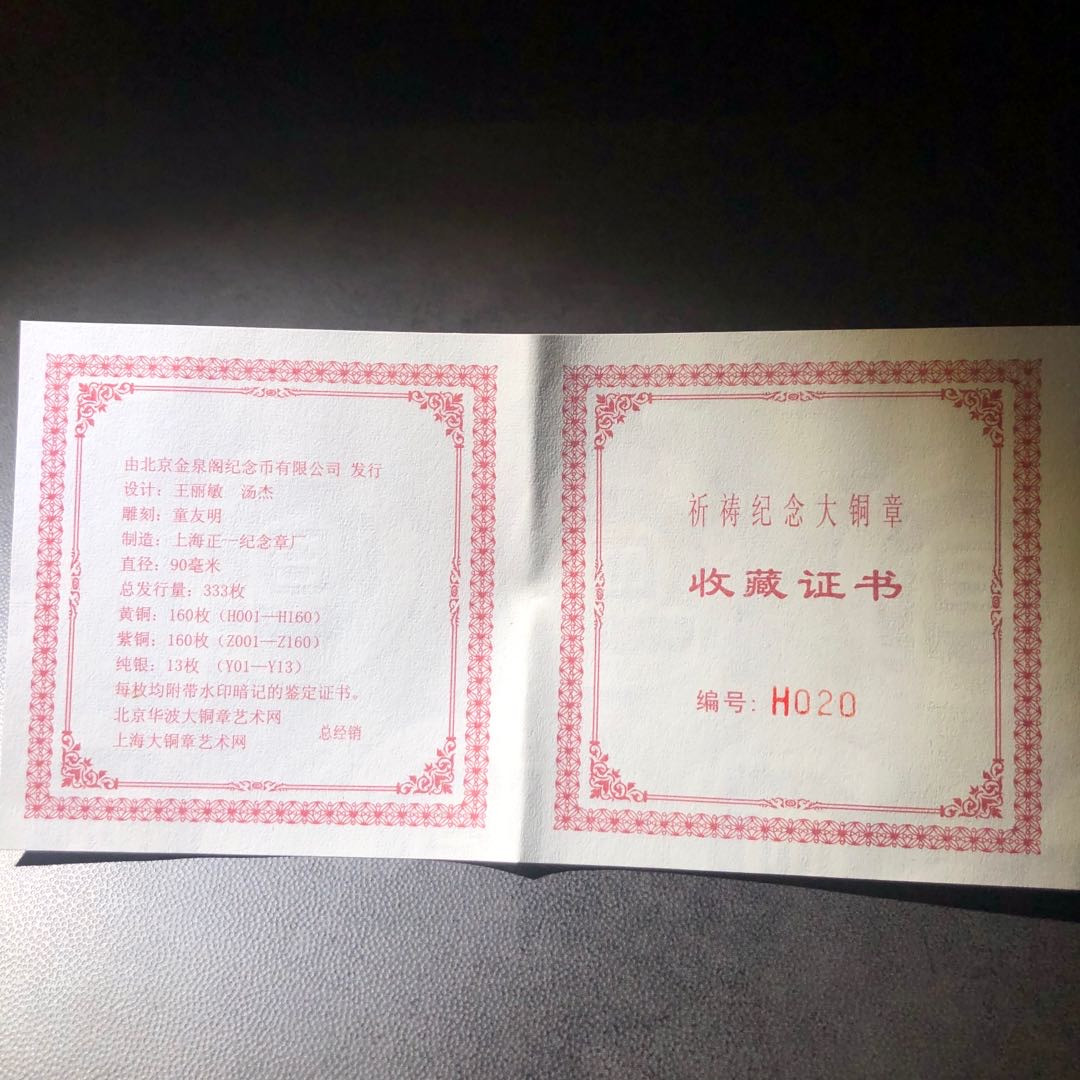 由北京金泉阁纪念币有限公司 发行
设计：王丽敏 汤杰
雕刻：童友明
制造：上海正一纪念章厂
直径：90毫米
总发行量：333枚
黄铜：160枚（H001—H160）
紫铜：160枚（Z001—Z160）
纯银：13枚 （Y01—Y13）
每枚均附带水印暗记的鉴定证书。
北京华波大铜章艺术网
上海大铜章艺术网
总经销
祈祷纪念大铜章
收藏证书
编号: H020